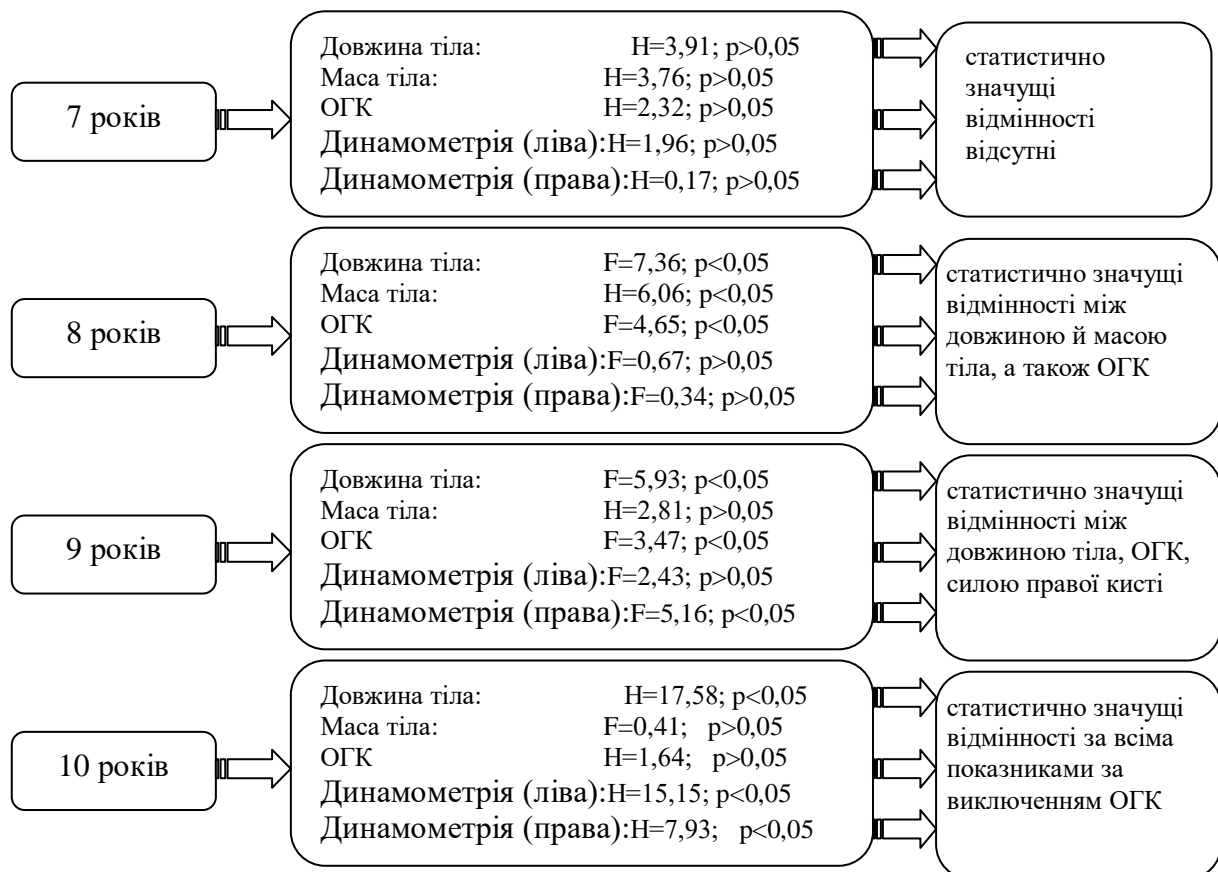 7 років
Довжина тіла: H=3,91; p>0,05
Маса тіла: H=3,76; p>0,05
ОГК H=2,32; p>0,05
Динамометрія (ліва):H=1,96; p>0,05
Динамометрія (права):H=0,17; p>0,05
статистично
значущі
відмінності
відсутні
8 років
Довжина тіла: F=7,36; p<0,05
Маса тіла: H=6,06; p<0,05
ОГК F=4,65; p<0,05
Динамометрія (ліва):F=0,67; p>0,05
Динамометрія (права):F=0,34; p>0,05
статистично значущі
відмінності між
довжиною й масою
тіла, а також ОГК
9 років
Довжина тіла: F=5,93; p<0,05
Маса тіла: H=2,81; p>0,05
ОГК F=3,47; p<0,05
Динамометрія (ліва):F=2,43; p>0,05
Динамометрія (права):F=5,16; p<0,05
статистично значущі
відмінності між
довжиною тіла, ОГК,
силою правої кисті
10 років
Довжина тіла: H=17,58; p<0,05
Маса тіла: F=0,41; p>0,05
ОГК H=1,64; p>0,05
Динамометрія (ліва):H=15,15; p<0,05
Динамометрія (права):H=7,93; p<0,05
статистично значущі
відмінності за всіма
показниками за
виключенням ОГК